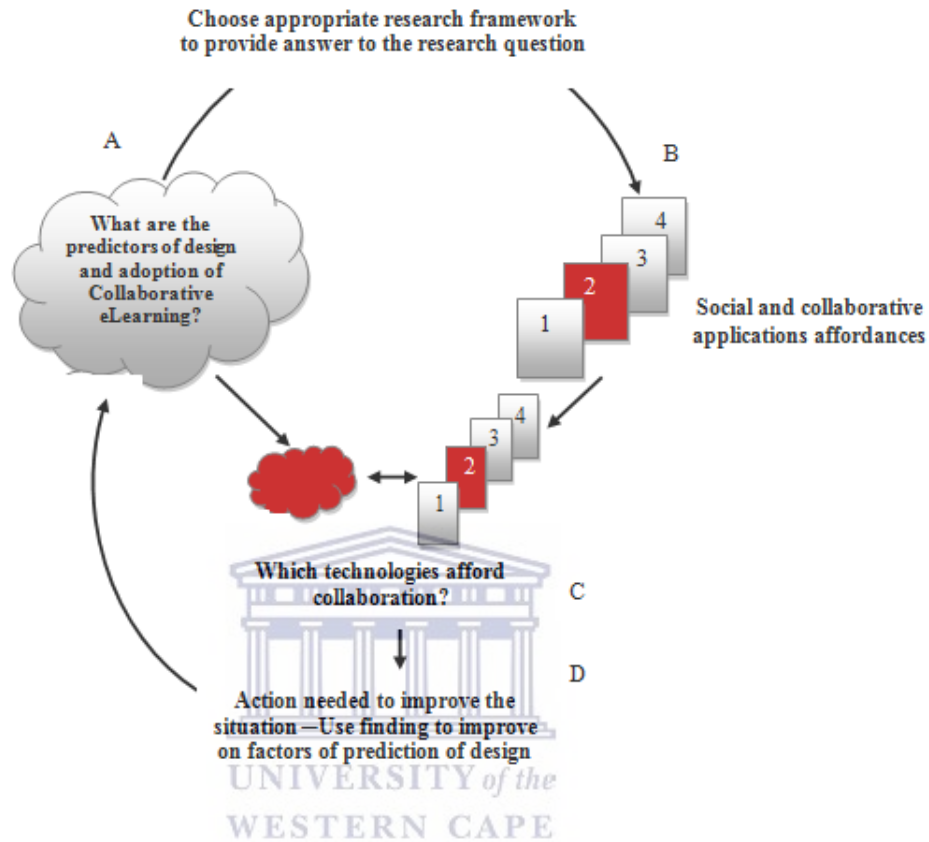 Choose appropriate research framework
to provide answer to the research question
A
B
What are the
predictors of design
and adoption of
Collaborative
eLearning?
4
3
2
1
Social and collaborative
applications affordances
4
3
2
1
Which technologies afford
collaboration?
C
D
Action needed to improve the
situation—Use finding to improve
on factors of prediction of design
UNIVERSITY of the
WESTERN CAPE